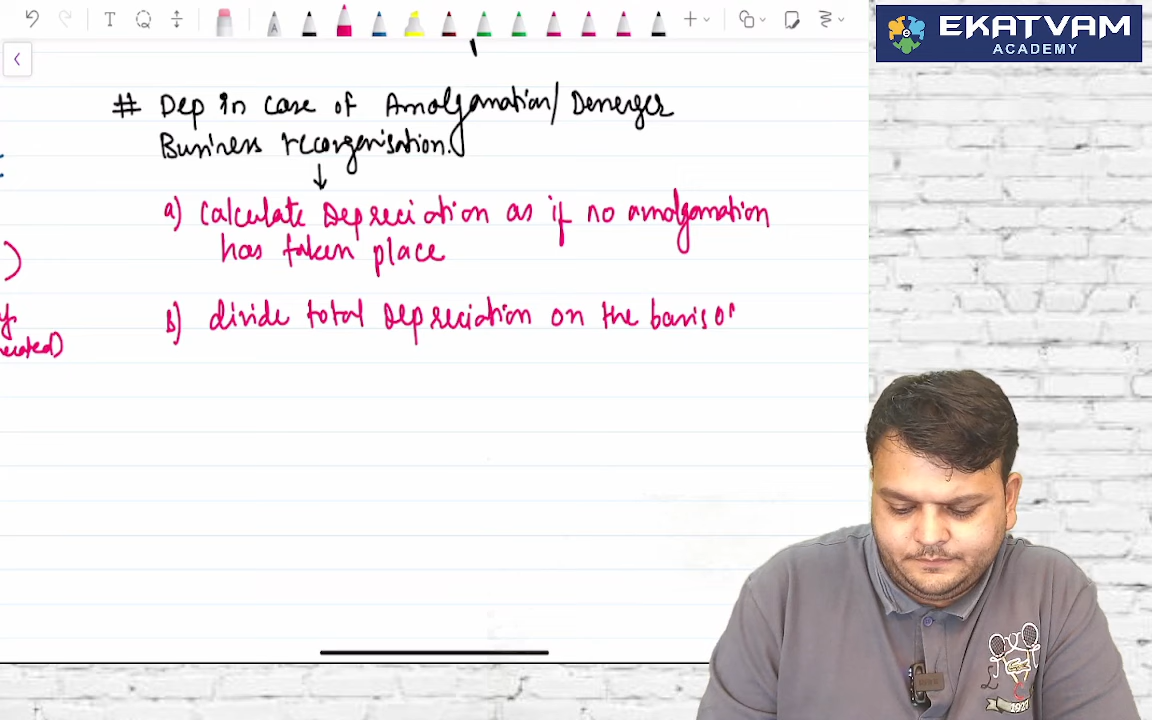 EKATVAM
ACADEMY
# Dep in case of Amalgamation/Demerger
Business reorganisation.
a) Calculate Depreciation as if no amalgamation
has taken place
b) divide total Depreciation on the basis o
1927